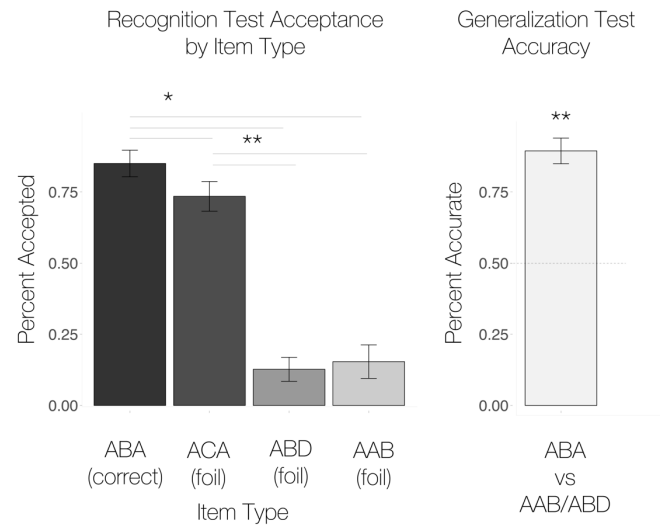 Recognition Test Acceptance
by Item Type
Generalization Test
Accuracy
*
**
**
Percent Accepted
0.75
0.50
0.25
0.00
ABA
(correct)
ACA
(foil)
ABD
(foil)
AAB
(foil)
Item Type
Percent Accurate
0.75
0.50
0.25
0.00
ABA
vs
AAB/ABD